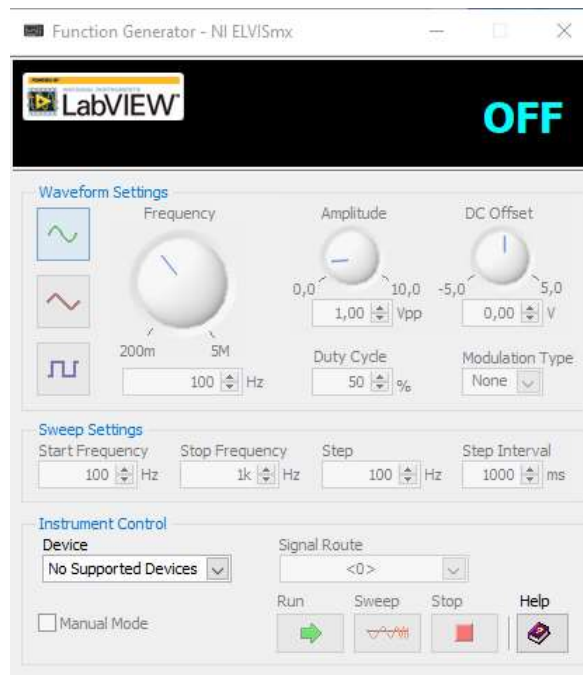 Function Generator - NI ELVISmx
LabVIEW
OFF
Waveform Settings
Frequency
Amplitude
DC Offset
0,0 10,0
-5,0 5,0
1,00 Vpp
0,00 V
200m 5M
Duty Cycle
Modulation Type
100 Hz
50 %
None
Sweep Settings
Start Frequency Stop Frequency Step Step Interval
100 Hz 1k Hz 100 Hz 1000 ms
Instrument Control
Device
Signal Route
No Supported Devices
<0>
Run Sweep Stop Help
Manual Mode